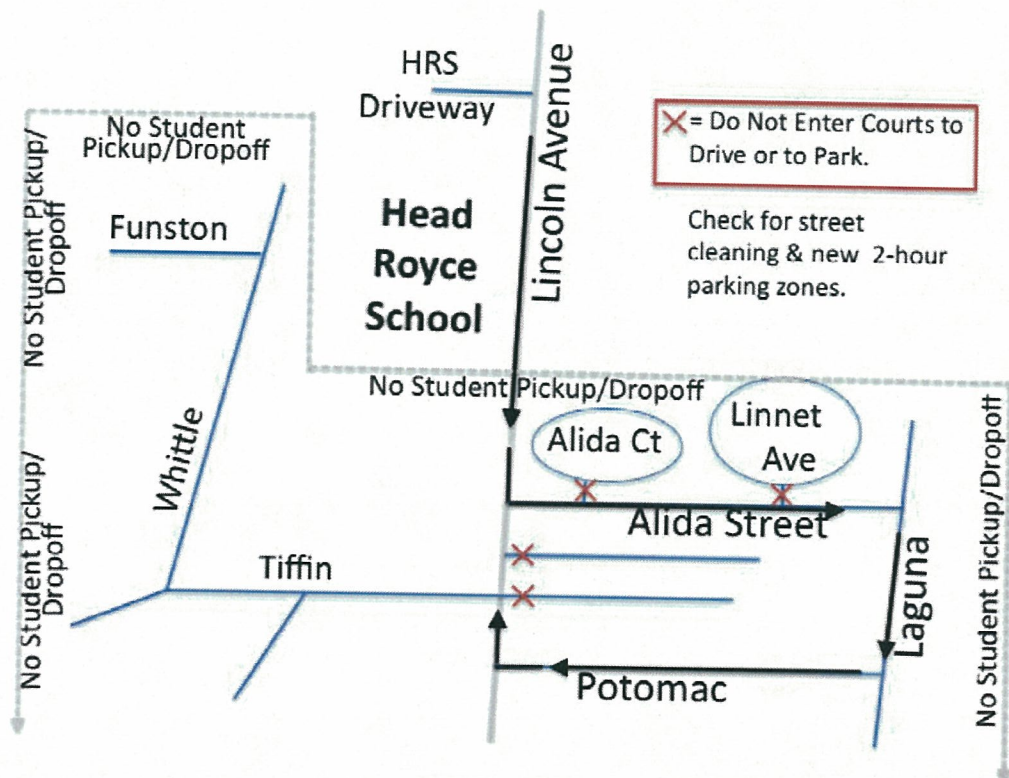 HRS
Driveway
Lincoln Avenue
No Student
Pickup/Dropoff
No Student Pickup/
Dropoff
Funston
Head
Royce
School
X = Do Not Enter Courts to
Drive or to Park.
Check for street
cleaning & new 2-hour
parking zones.
No Student Pickup/Dropoff
Alida Ct
Linnet
Ave
No Student Pickup/Dropoff
Whittle
Alida Street
No Student Pickup/
Dropoff
Tiffin
Laguna
Potomac